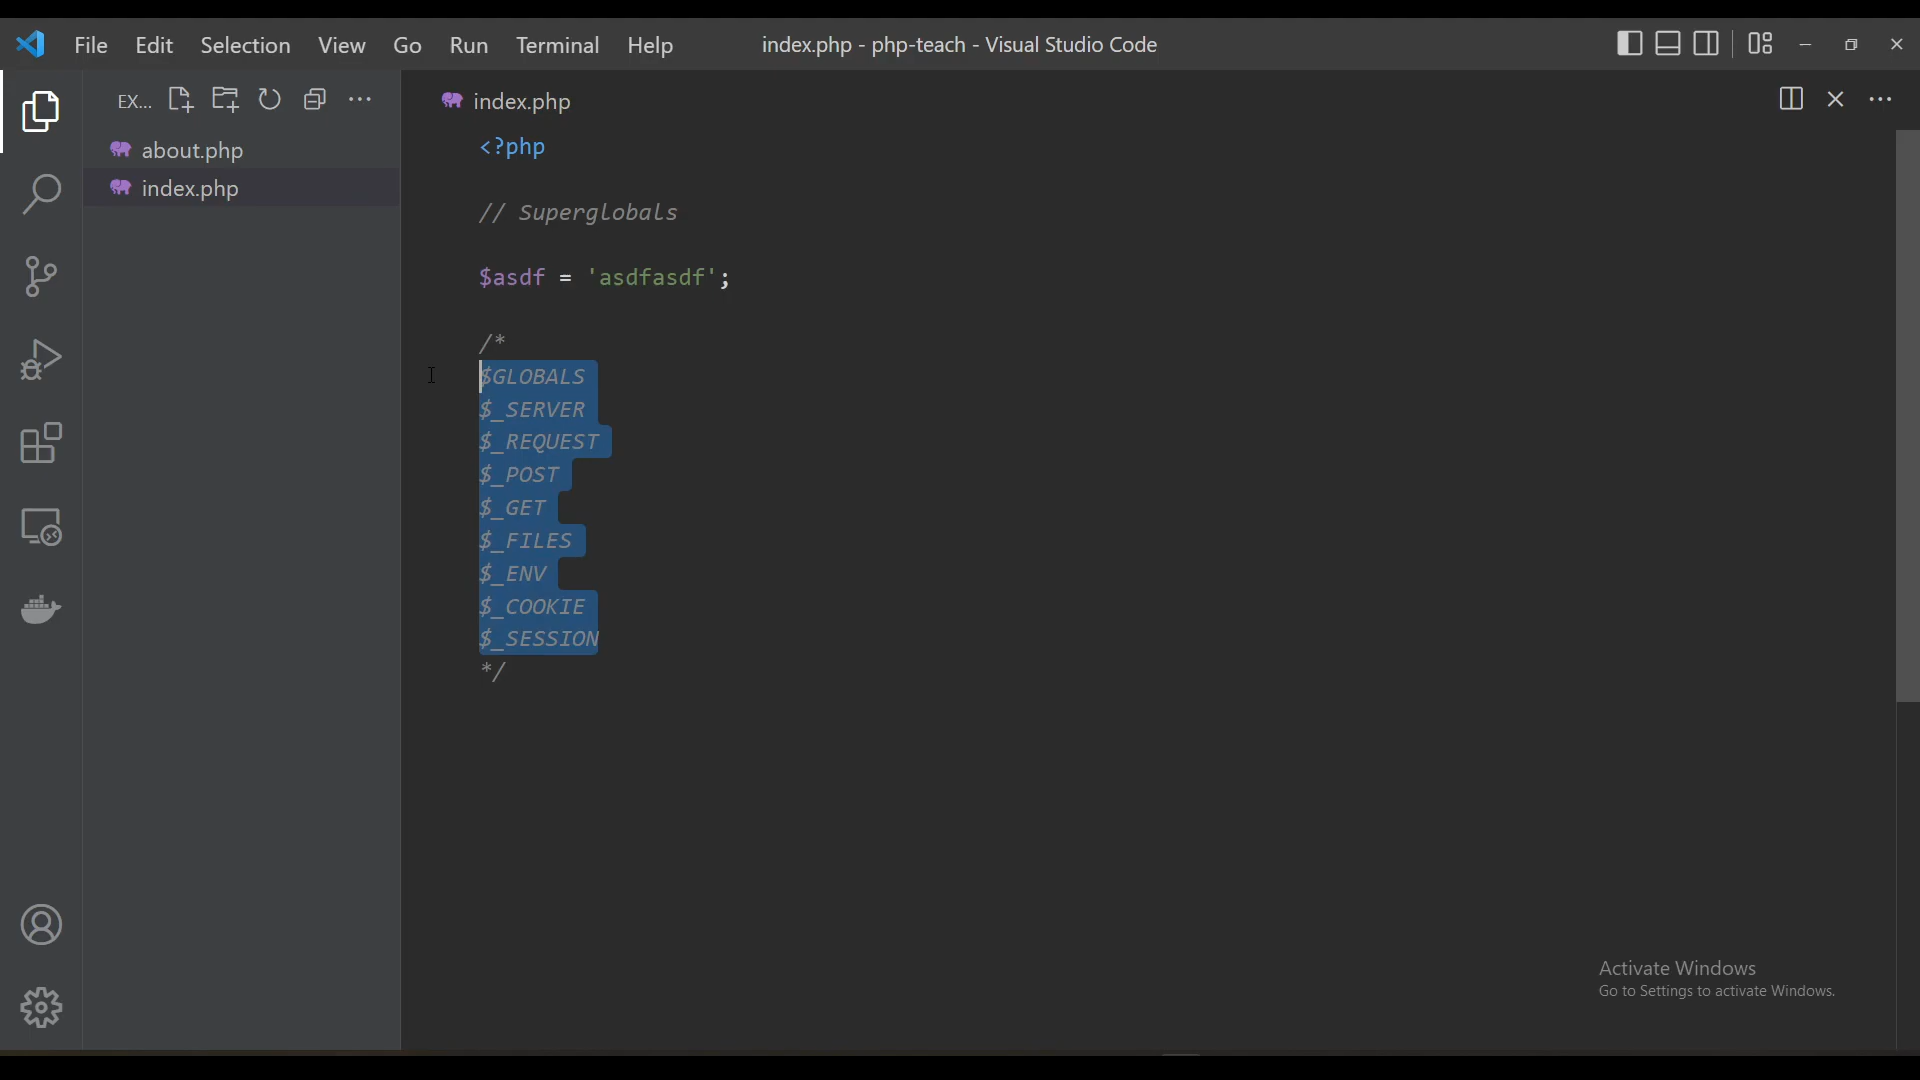 File Edit Selection View Go Run Terminal Help index.php - php-teach - Visual Studio Code
EX...
about.php
index.php
index.php
<?php
// Superglobals
$asdf = 'asdfasdf';
/*
$GLOBALS
$_SERVER
$_REQUEST
$_POST
$_GET
$_FILES
$_ENV
$_COOKIE
$_SESSION
*/
Activate Windows
Go to Settings to activate Windows.